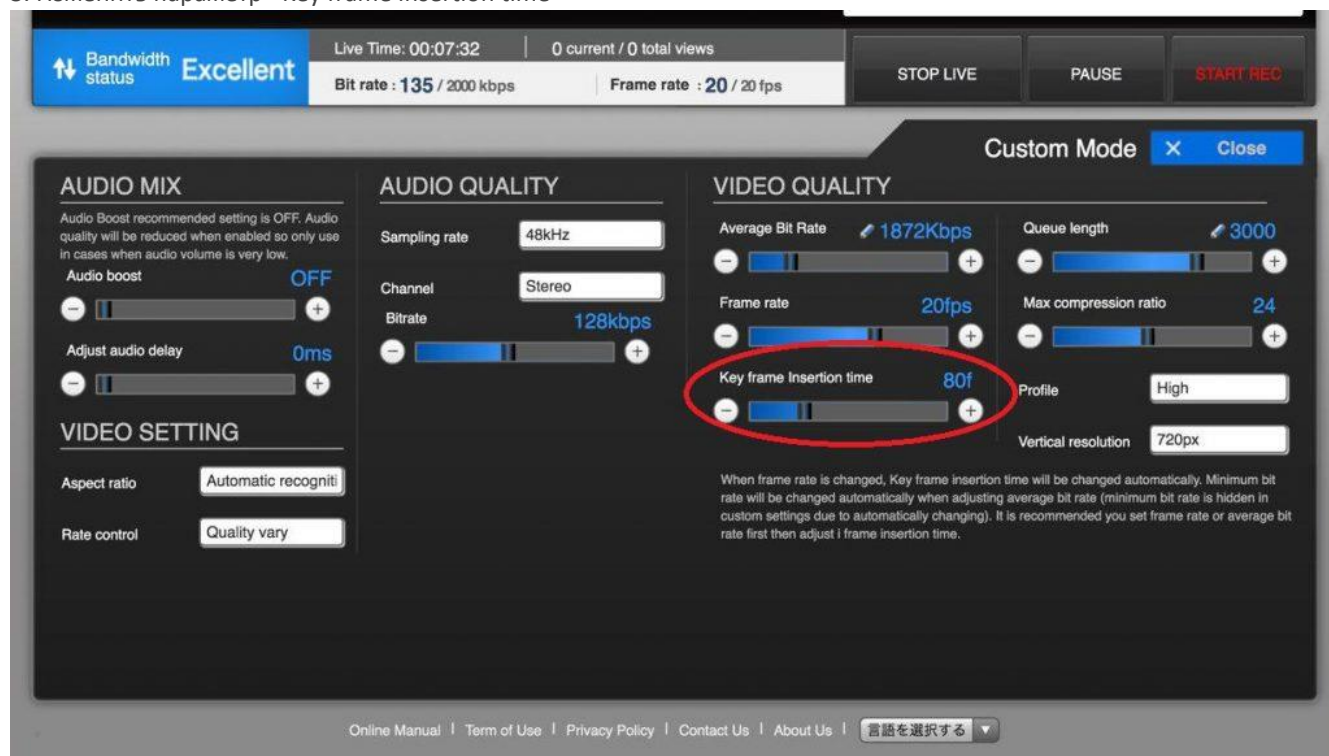 Bandwidth status Excellent
Live Time: 00:07:32 | 0 current / 0 total views
Bit rate : 135 / 2000 kbps | Frame rate : 20 / 20 fps
STOP LIVE
PAUSE
START REC
Custom Mode
× Close
AUDIO MIX
Audio Boost recommended setting is OFF. Audio
quality will be reduced when enabled so only use
in cases when audio volume is very low.
Audio boost OFF
Adjust audio delay 0ms
VIDEO SETTING
Aspect ratio Automatic recogniti
Rate control Quality vary
AUDIO QUALITY
Sampling rate 48kHz
Channel Stereo
Bitrate 128kbps
VIDEO QUALITY
Average Bit Rate 1872Kbps
Frame rate 20fps
Key frame Insertion time 80f
Queue length 3000
Max compression ratio 24
Profile High
Vertical resolution 720px
When frame rate is changed, Key frame insertion time will be changed automatically. Minimum bit
rate will be changed automatically when adjusting average bit rate (minimum bit rate is hidden in
custom settings due to automatically changing). It is recommended you set frame rate or average bit
rate first then adjust i frame insertion time.
Online Manual | Term of Use | Privacy Policy | Contact Us | About Us | 言語を選択する